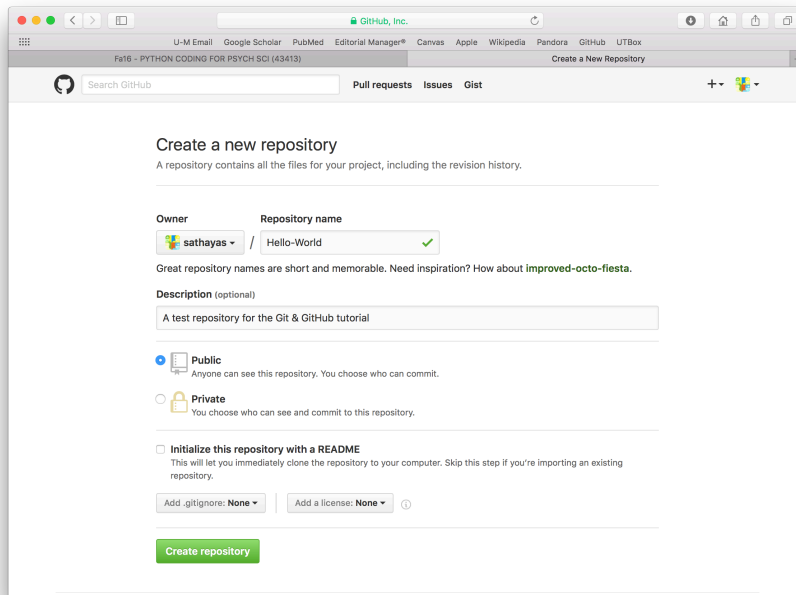 GitHub, Inc.
U-M Email Google Scholar PubMed Editorial Manager® Canvas Apple Wikipedia Pandora GitHub UTBox
Fa16 - PYTHON CODING FOR PSYCH SCI (43413) Create a New Repository
Search GitHub Pull requests Issues Gist
Create a new repository
A repository contains all the files for your project, including the revision history.
Owner Repository name
sathayas / Hello-World
Great repository names are short and memorable. Need inspiration? How about improved-octo-fiesta.
Description (optional)
A test repository for the Git & GitHub tutorial
Public
Anyone can see this repository. You choose who can commit.
Private
You choose who can see and commit to this repository.
Initialize this repository with a README
This will let you immediately clone the repository to your computer. Skip this step if you're importing an existing
repository.
Add .gitignore: None Add a license: None
Create repository